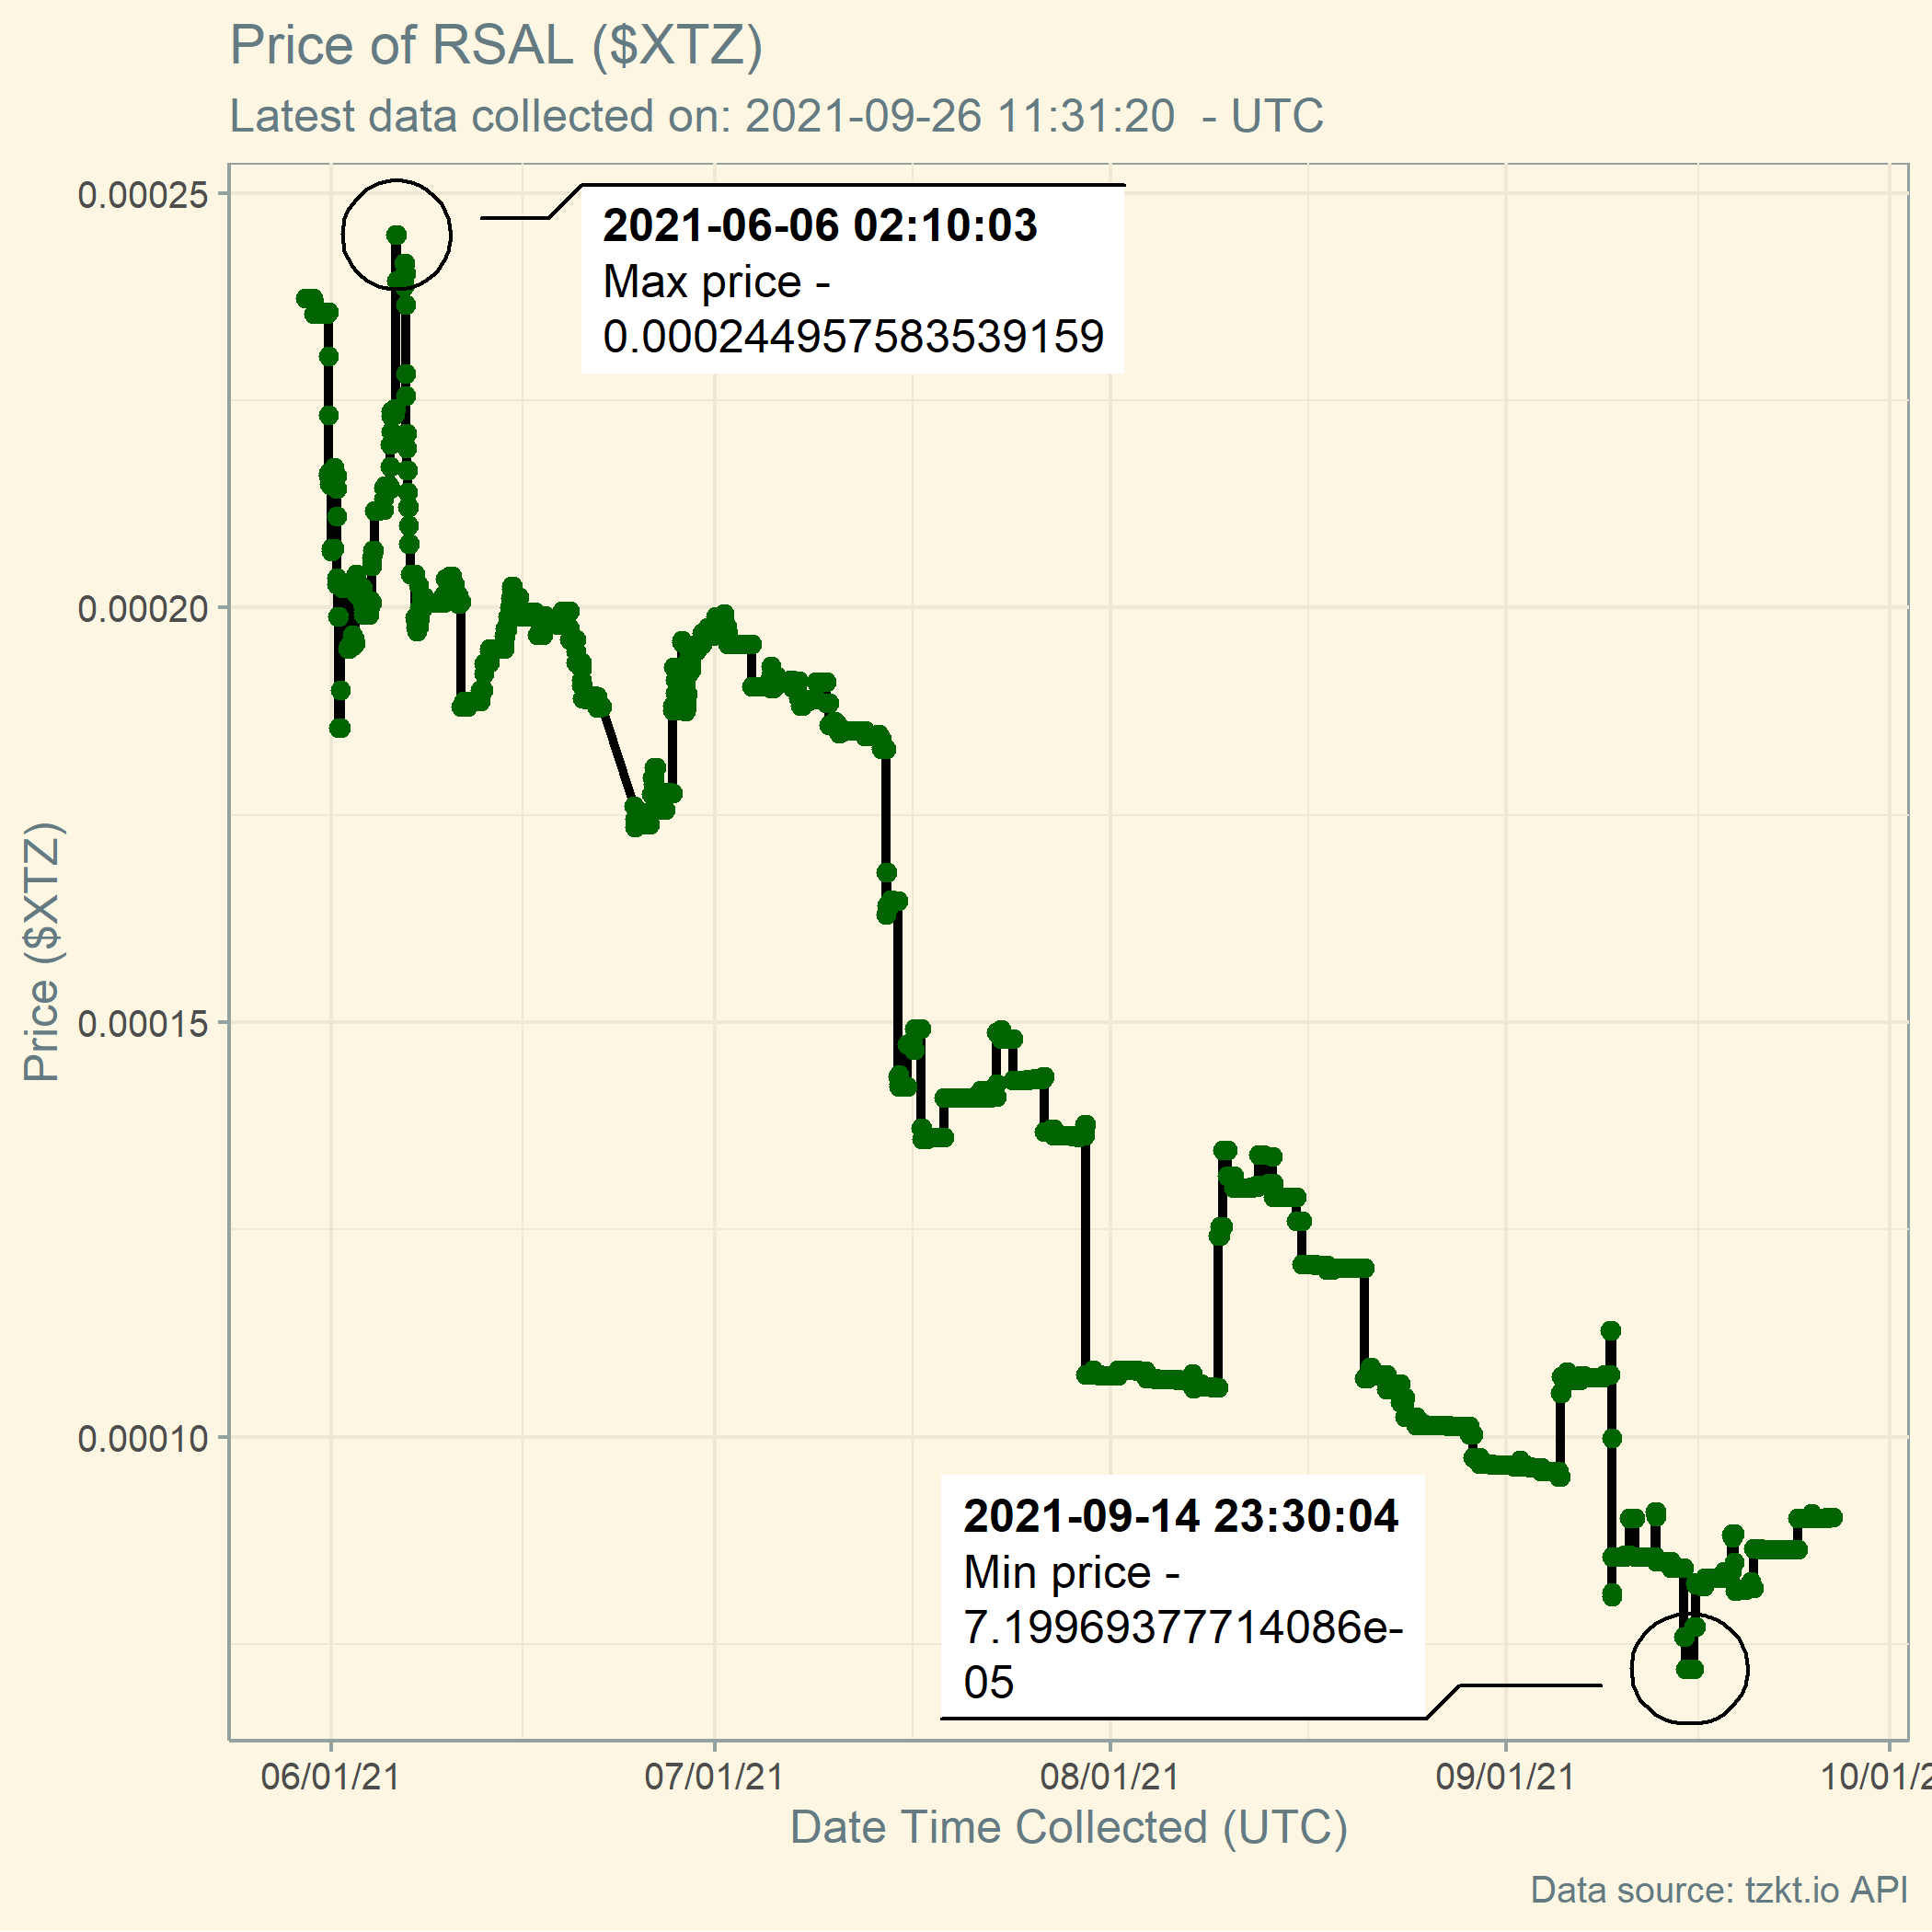 Price of RSAL ($XTZ)
Latest data collected on: 2021-09-26 11:31:20  - UTC
0.00025
2021-06-06 02:10:03
Max price -
0.000244957583539159
0.00020
Price ($XTZ)
0.00015
0.00010
2021-09-14 23:30:04
Min price -
7.19969377714086e-
05
06/01/21 07/01/21 08/01/21 09/01/21 10/01/2
Date Time Collected (UTC)
Data source: tzkt.io API